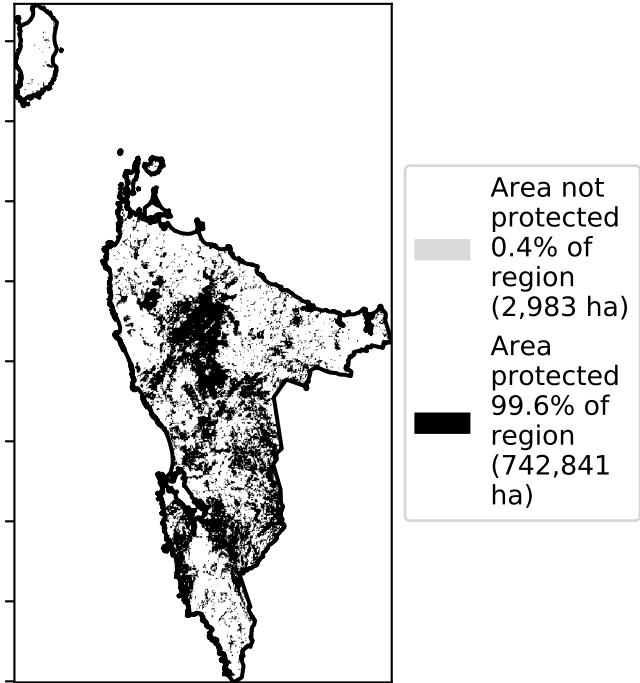 Area not
protected
0.4% of
region
(2,983 ha)
Area
protected
99.6% of
region
(742,841
ha)